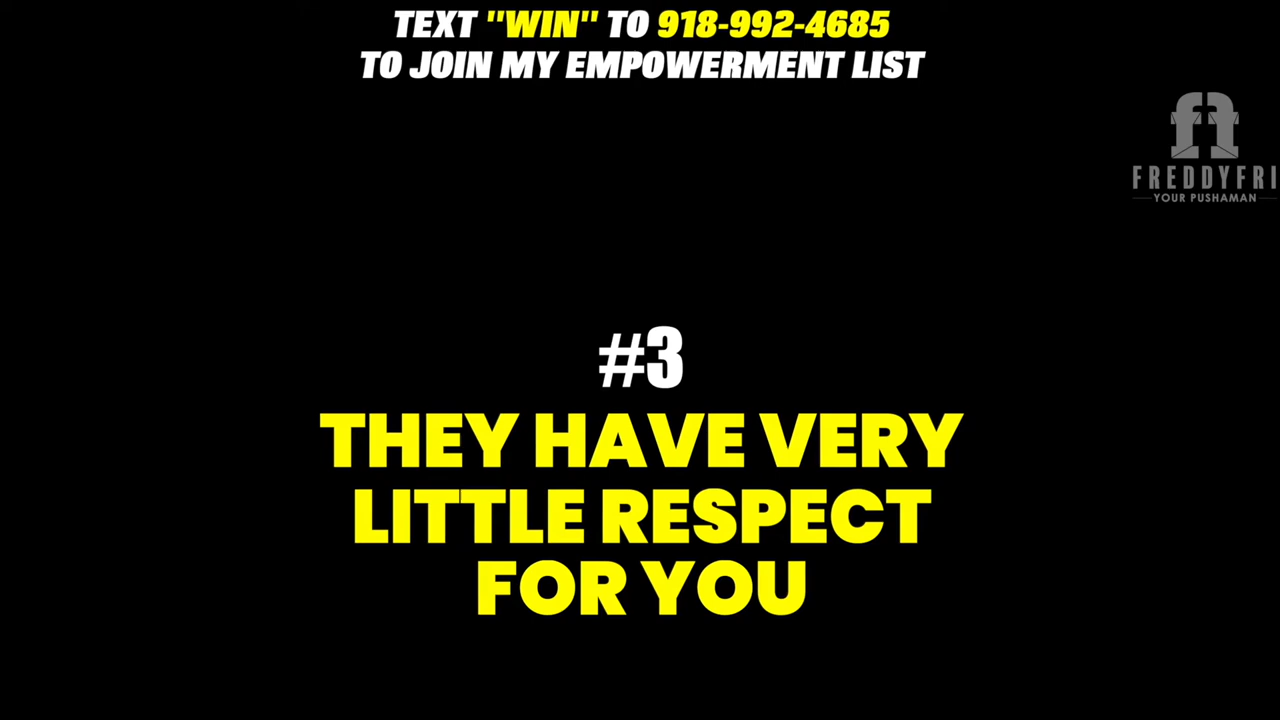 TEXT "WIN" TO 918-992-4685
TO JOIN MY EMPOWERMENT LIST
FREDDYFRI
YOUR PUSHAMAN
#3
THEY HAVE VERY
LITTLE RESPECT
FOR YOU